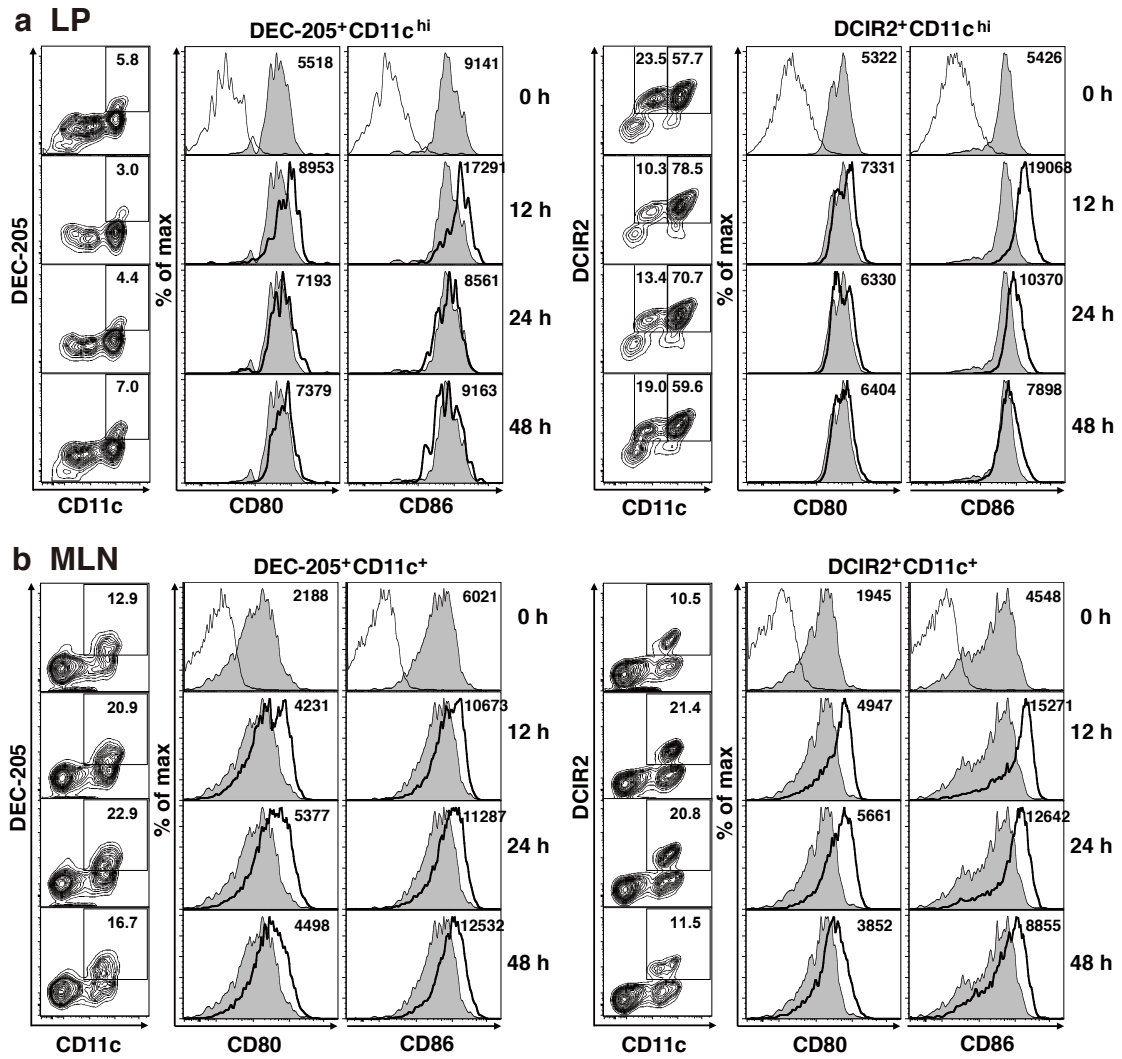 a LP
DEC-205+CD11c hi
DCIR2+CD11c hi
5.8
5518
9141
0 h
23.5 57.7
5322
5426
0 h
3.0
8953
17291
12 h
10.3 78.5
7331
19068
12 h
4.4
7193
8561
24 h
13.4 70.7
6330
10370
24 h
7.0
7379
9163
48 h
19.0 59.6
6404
7898
48 h
DEC-205
% of max
DCIR2
% of max
CD11c
CD80
CD86
CD11c
CD80
CD86
b MLN
DEC-205+CD11c+
DCIR2+CD11c+
12.9
2188
6021
0 h
10.5
1945
4548
0 h
20.9
4231
10673
12 h
21.4
4947
15271
12 h
22.9
5377
11287
24 h
20.8
5661
12642
24 h
16.7
4498
12532
48 h
11.5
3852
8855
48 h
DEC-205
% of max
DCIR2
% of max
CD11c
CD80
CD86
CD11c
CD80
CD86